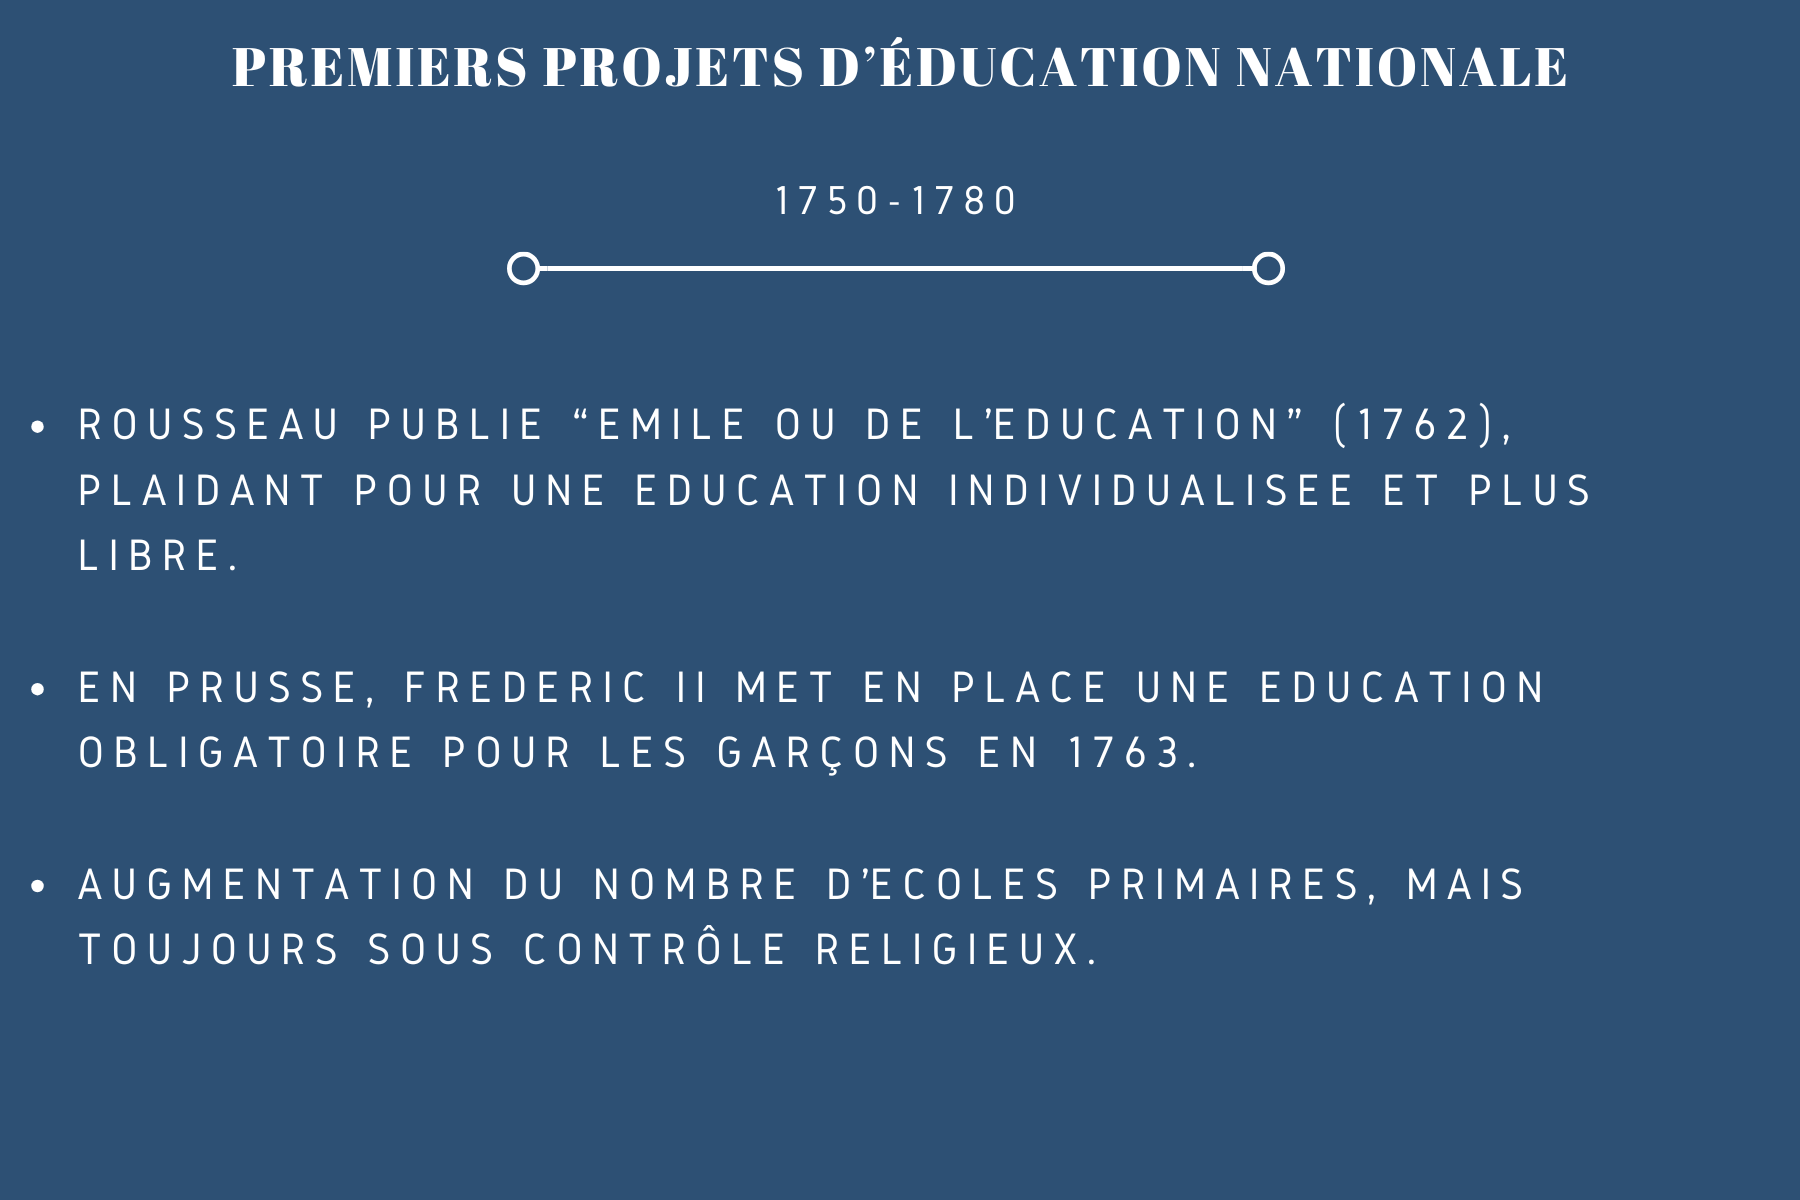 PREMIERS PROJETS D’ÉDUCATION NATIONALE
1750-1780
• ROUSSEAU PUBLIE “EMILE OU DE L’EDUCATION” (1762),
PLAIDANT POUR UNE EDUCATION INDIVIDUALISEE ET PLUS
LIBRE.
• EN PRUSSE, FREDERIC II MET EN PLACE UNE EDUCATION
OBLIGATOIRE POUR LES GARÇONS EN 1763.
• AUGMENTATION DU NOMBRE D’ECOLES PRIMAIRES, MAIS
TOUJOURS SOUS CONTRÔLE RELIGIEUX.